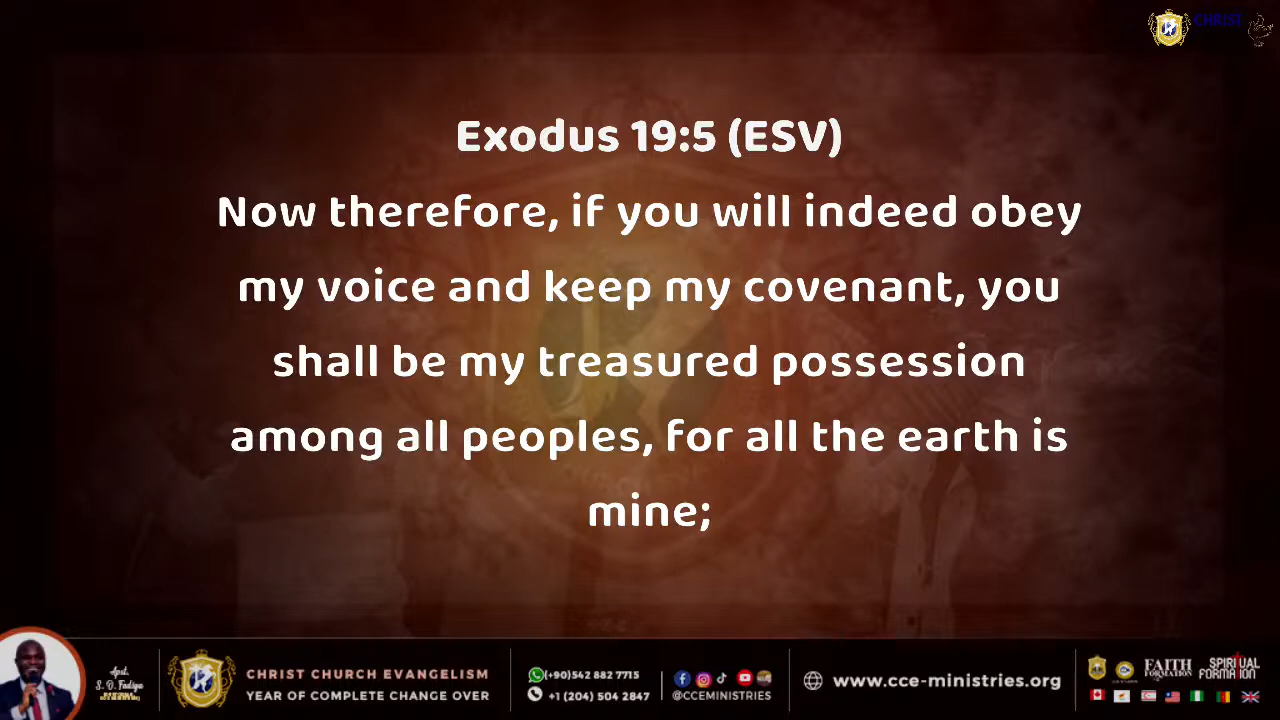 CHRIST
Exodus 19:5 (ESV)
Now therefore, if you will indeed obey
my voice and keep my covenant, you
shall be my treasured possession
among all peoples, for all the earth is
mine;
Apst.
CHRIST CHURCH EVANGELISM
YEAR OF COMPLETE CHANGE OVER
(+90)542 882 7715
+1 (204) 504 2847
@CCEMINISTRIES
www.cce-ministries.org
FAITH
FORMATION
SPIRITUAL
FORMATION